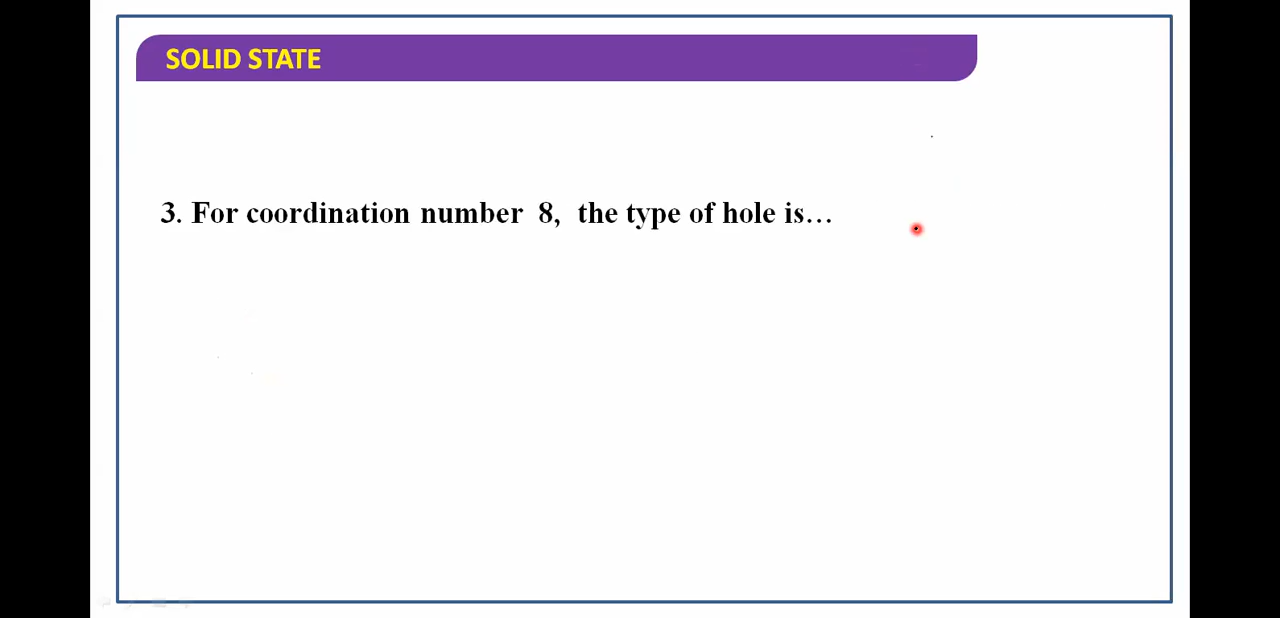 SOLID STATE
3. For coordination number 8, the type of hole is…